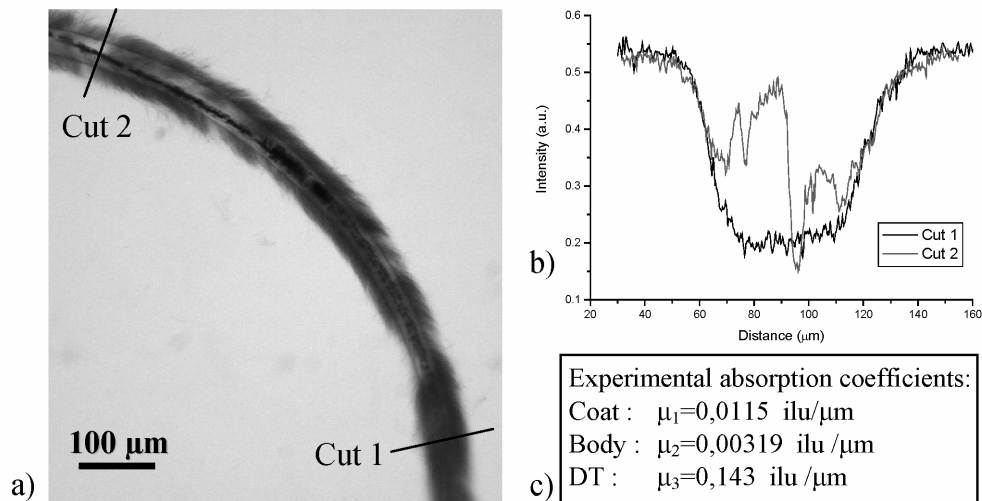 Cut 2
100 µm
Cut 1
a)
0.6
0.5
0.4
0.3
0.2
0.1
Intensity (a.u.)
20 40 60 80 100 120 140 160
Distance (µm)
Cut 1
Cut 2
b)
Experimental absorption coefficients:
Coat : µ₁=0,0115 ilu/µm
Body : µ₂=0,00319 ilu /µm
DT : µ₃=0,143 ilu /µm
c)